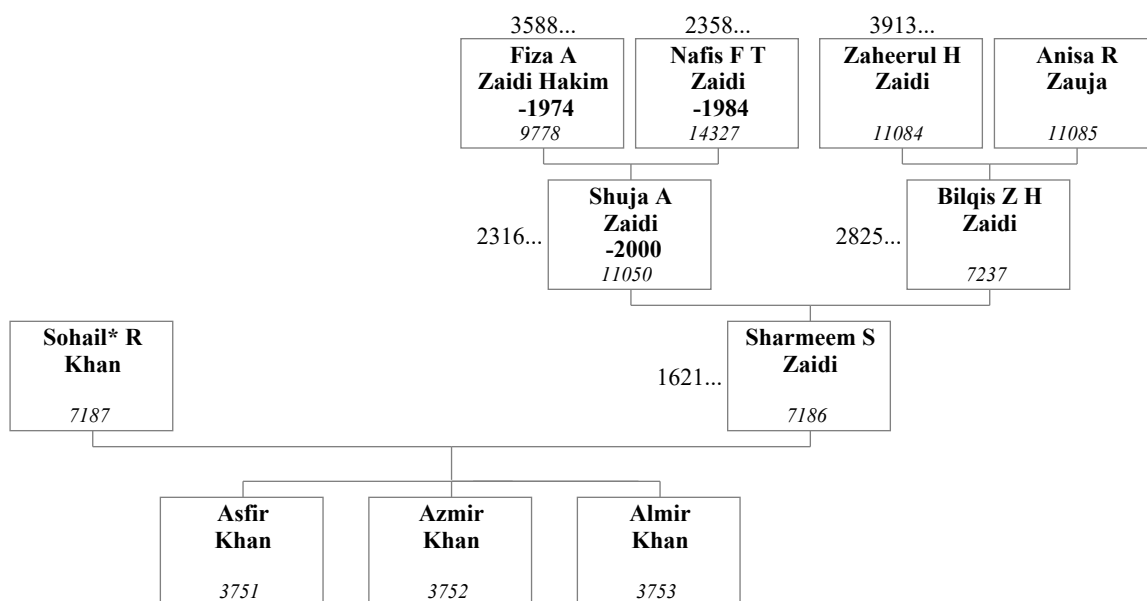 3588...
2358...
3913...
Fiza A
Zaidi Hakim
-1974
9778
Nafis F T
Zaidi
-1984
14327
Zaheerul H
Zaidi
11084
Anisa R
Zauja
11085
2316...
Shuja A
Zaidi
-2000
11050
2825...
Bilqis Z H
Zaidi
7237
Sohail* R
Khan
7187
1621...
Sharmeem S
Zaidi
7186
Asfir
Khan
3751
Azmir
Khan
3752
Almir
Khan
3753